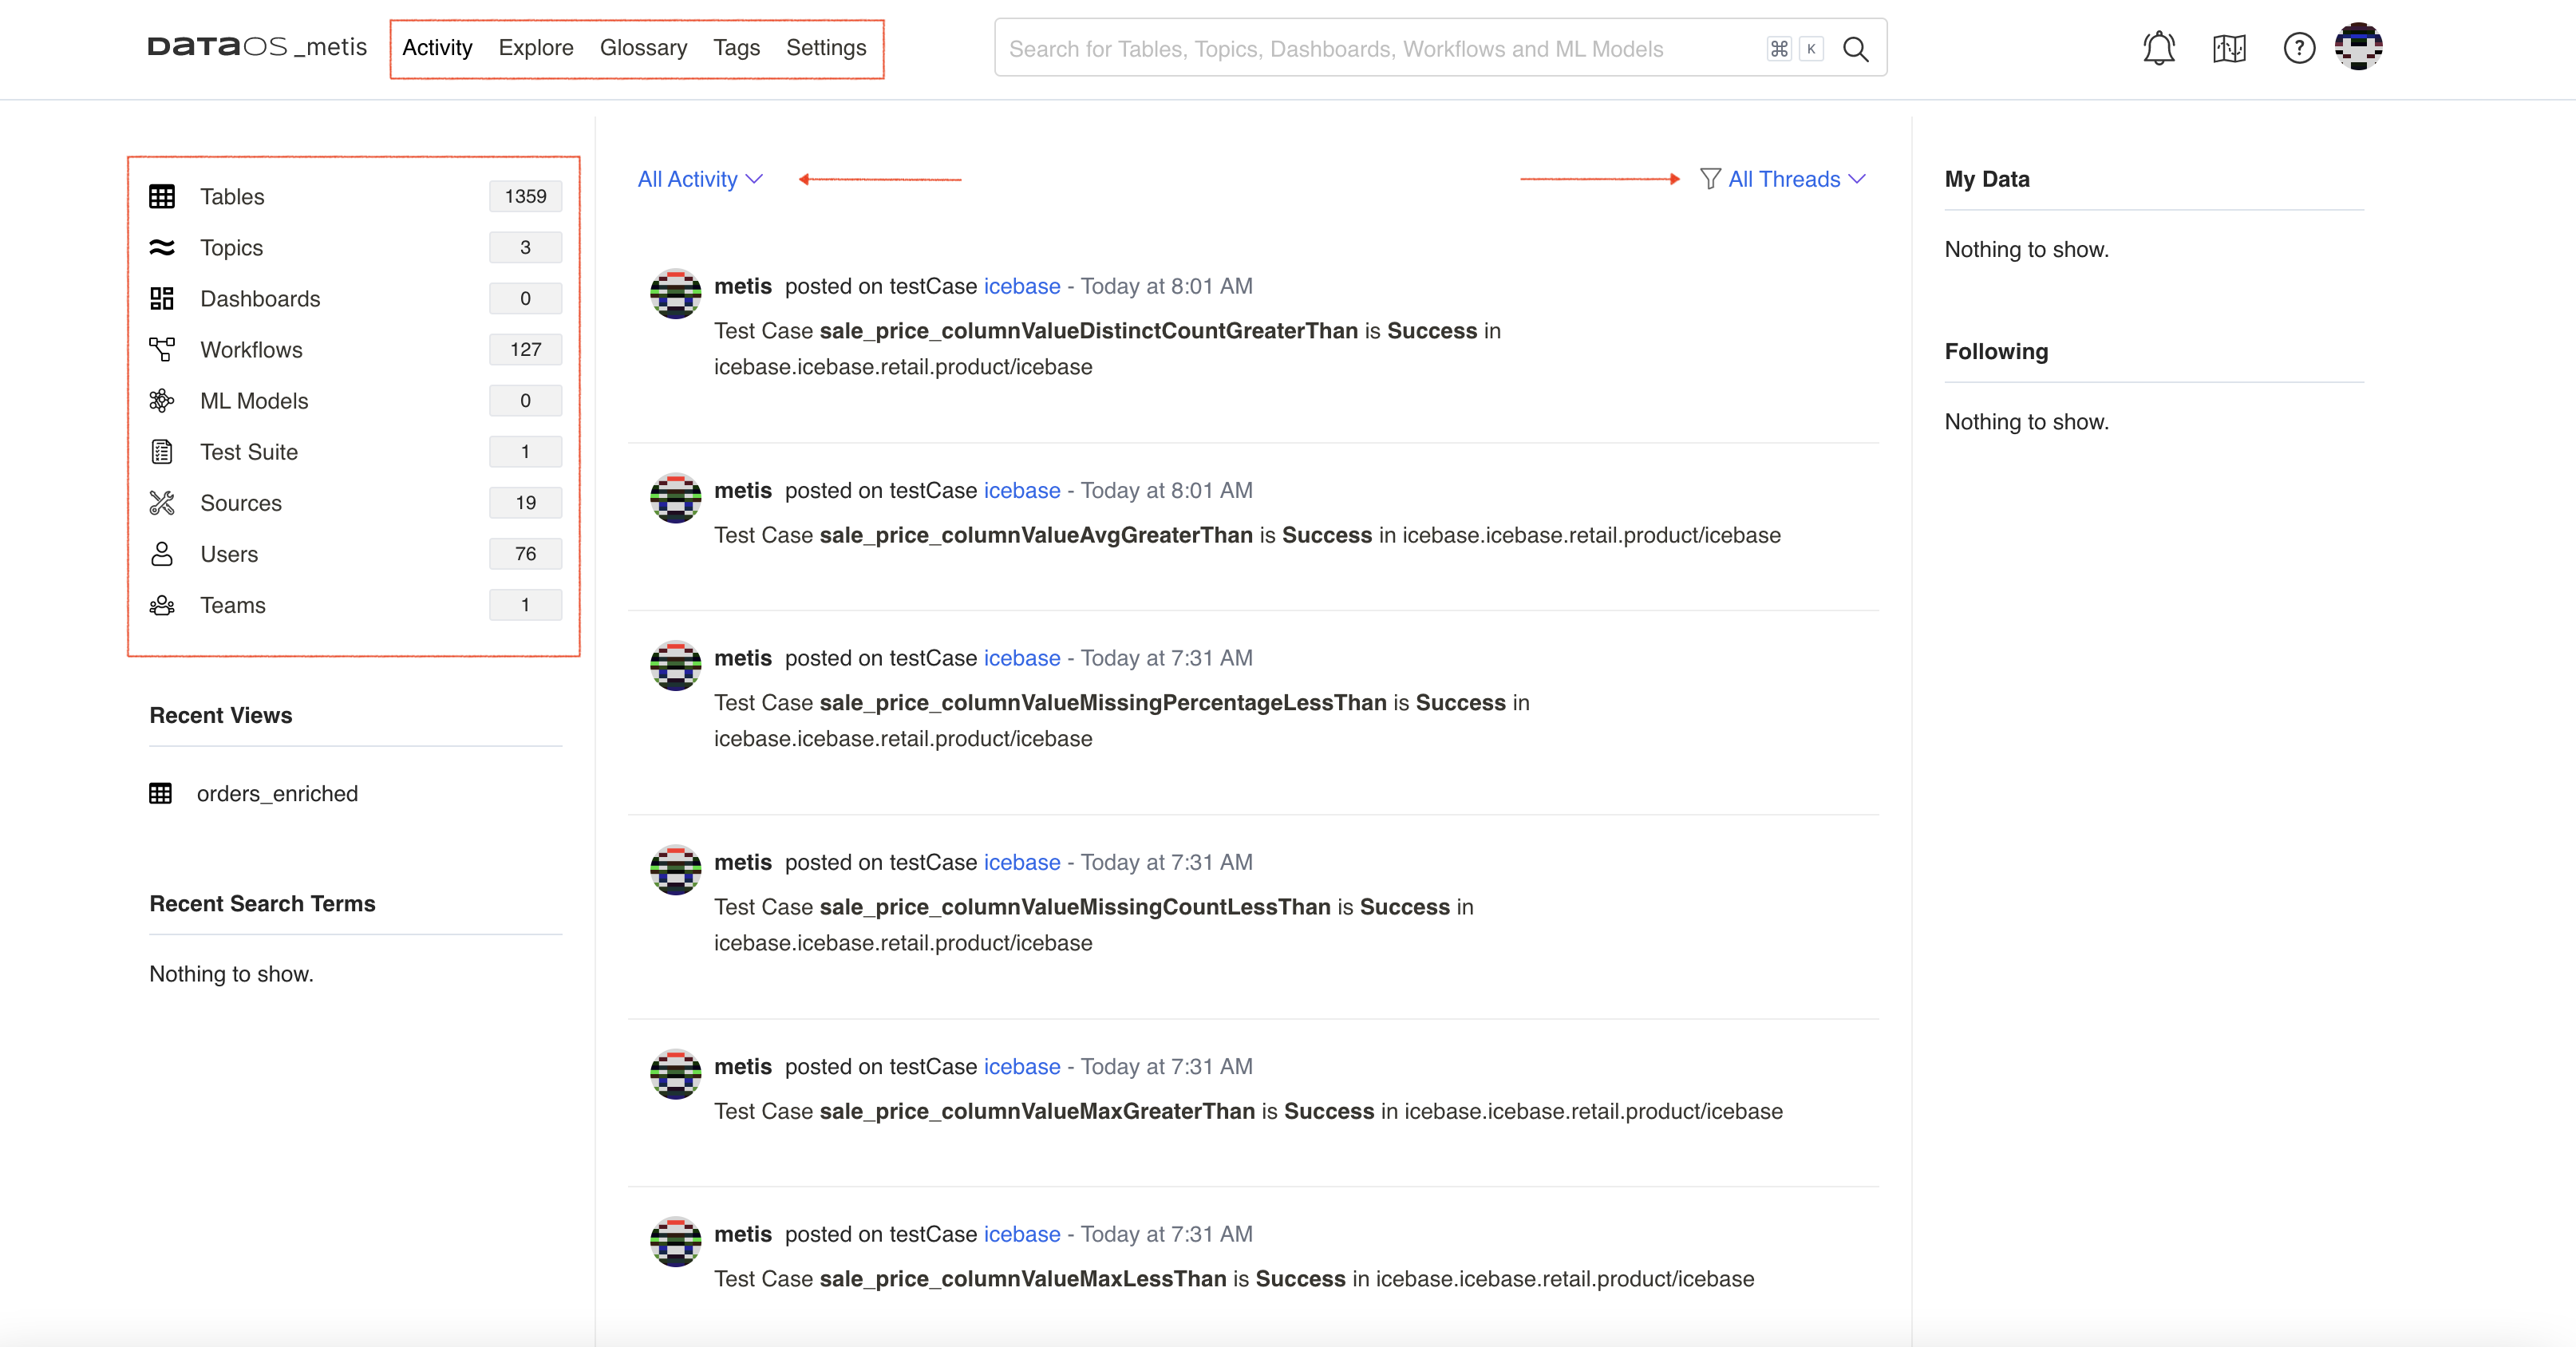 DATAOS _metis
Activity Explore Glossary Tags Settings
Search for Tables, Topics, Dashboards, Workflows and ML Models
⌘ K
?
Tables 1359
Topics 3
Dashboards 0
Workflows 127
ML Models 0
Test Suite 1
Sources 19
Users 76
Teams 1
Recent Views
orders_enriched
Recent Search Terms
Nothing to show.
All Activity
All Threads
metis posted on testCase icebase - Today at 8:01 AM
Test Case sale_price_columnValueDistinctCountGreaterThan is Success in
icebase.icebase.retail.product/icebase
metis posted on testCase icebase - Today at 8:01 AM
Test Case sale_price_columnValueAvgGreaterThan is Success in icebase.icebase.retail.product/icebase
metis posted on testCase icebase - Today at 7:31 AM
Test Case sale_price_columnValueMissingPercentageLessThan is Success in
icebase.icebase.retail.product/icebase
metis posted on testCase icebase - Today at 7:31 AM
Test Case sale_price_columnValueMissingCountLessThan is Success in
icebase.icebase.retail.product/icebase
metis posted on testCase icebase - Today at 7:31 AM
Test Case sale_price_columnValueMaxGreaterThan is Success in icebase.icebase.retail.product/icebase
metis posted on testCase icebase - Today at 7:31 AM
Test Case sale_price_columnValueMaxLessThan is Success in icebase.icebase.retail.product/icebase
My Data
Nothing to show.
Following
Nothing to show.